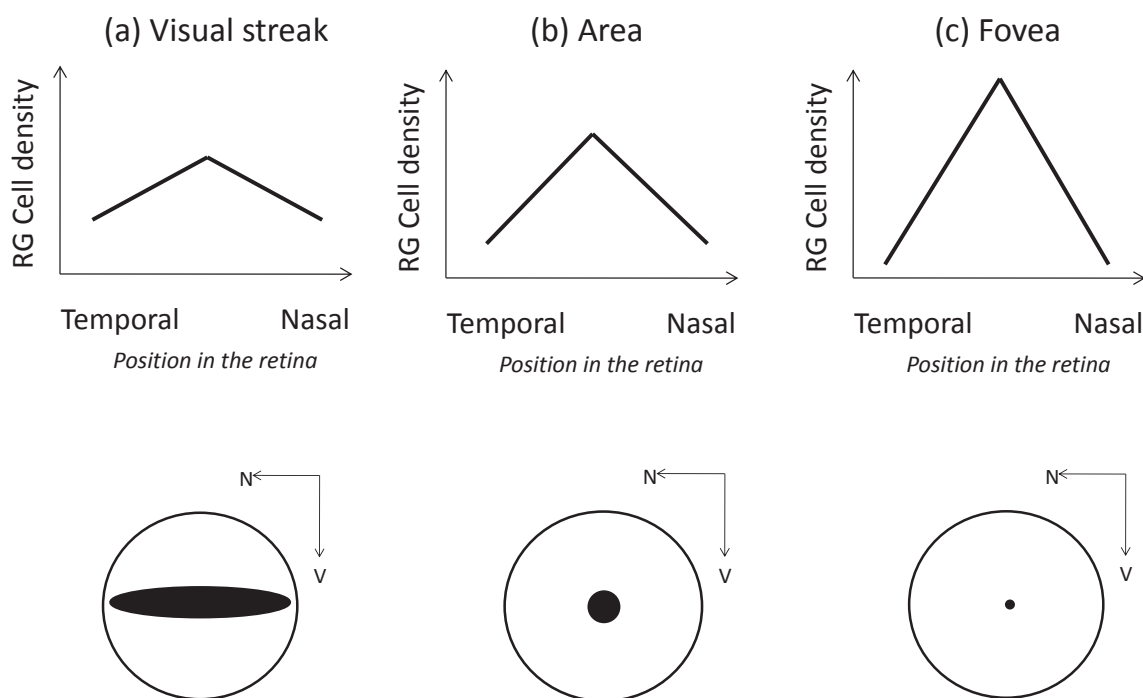 (a) Visual streak
(b) Area
(c) Fovea
RG Cell density
RG Cell density
RG Cell density
Temporal Nasal
Temporal Nasal
Temporal Nasal
Position in the retina
Position in the retina
Position in the retina
N
V
N
V
N
V